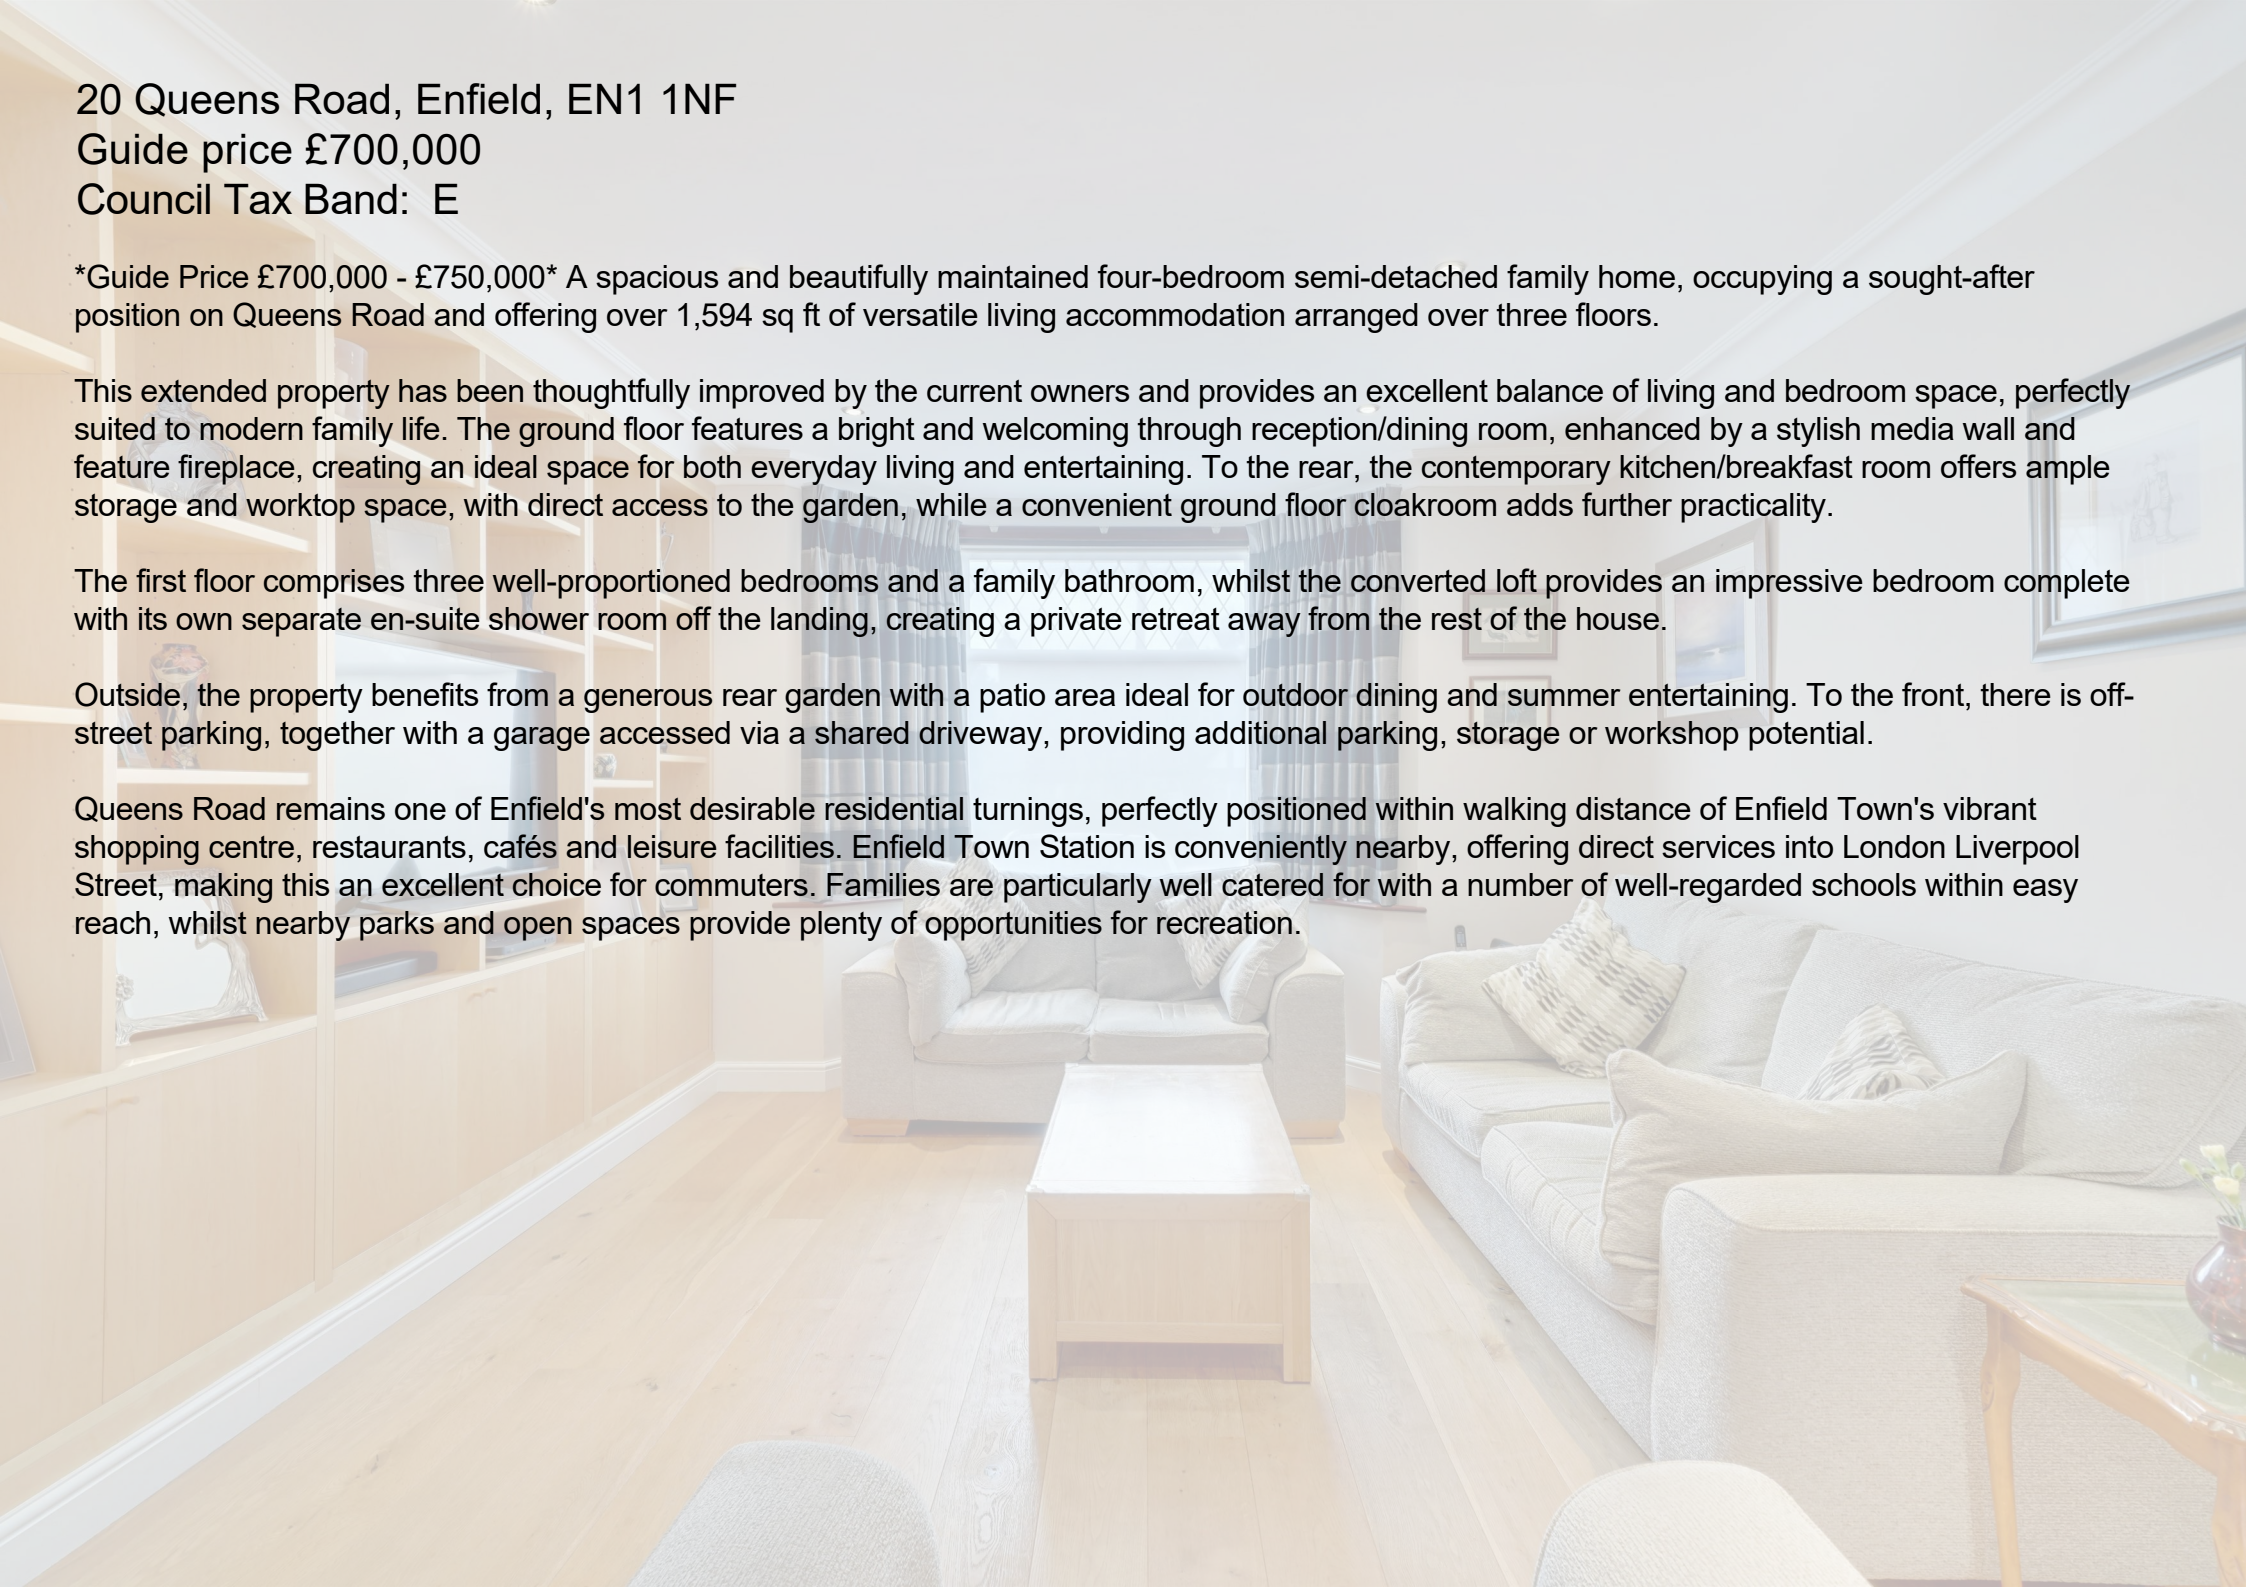 20 Queens Road, Enfield, EN1 1NF
Guide price £700,000
Council Tax Band:  E
*Guide Price £700,000 - £750,000* A spacious and beautifully maintained four-bedroom semi-detached family home, occupying a sought-after
position on Queens Road and offering over 1,594 sq ft of versatile living accommodation arranged over three floors.
This extended property has been thoughtfully improved by the current owners and provides an excellent balance of living and bedroom space, perfectly
suited to modern family life. The ground floor features a bright and welcoming through reception/dining room, enhanced by a stylish media wall and
feature fireplace, creating an ideal space for both everyday living and entertaining. To the rear, the contemporary kitchen/breakfast room offers ample
storage and worktop space, with direct access to the garden, while a convenient ground floor cloakroom adds further practicality.
The first floor comprises three well-proportioned bedrooms and a family bathroom, whilst the converted loft provides an impressive bedroom complete
with its own separate en-suite shower room off the landing, creating a private retreat away from the rest of the house.
Outside, the property benefits from a generous rear garden with a patio area ideal for outdoor dining and summer entertaining. To the front, there is off-
street parking, together with a garage accessed via a shared driveway, providing additional parking, storage or workshop potential.
Queens Road remains one of Enfield's most desirable residential turnings, perfectly positioned within walking distance of Enfield Town's vibrant
shopping centre, restaurants, cafés and leisure facilities. Enfield Town Station is conveniently nearby, offering direct services into London Liverpool
Street, making this an excellent choice for commuters. Families are particularly well catered for with a number of well-regarded schools within easy
reach, whilst nearby parks and open spaces provide plenty of opportunities for recreation.